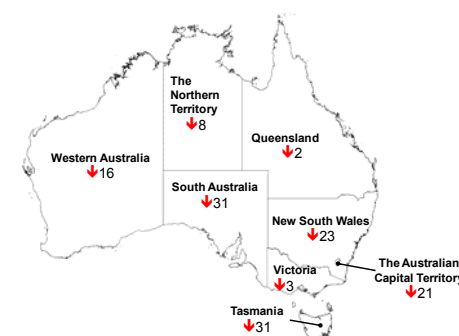 The
Northern
Territory
↓8
Queensland
↓2
Western Australia
↓16
South Australia
↓31
New South Wales
↓23
The Australian
Capital Territory
↓21
Victoria
↓3
Tasmania
↓31